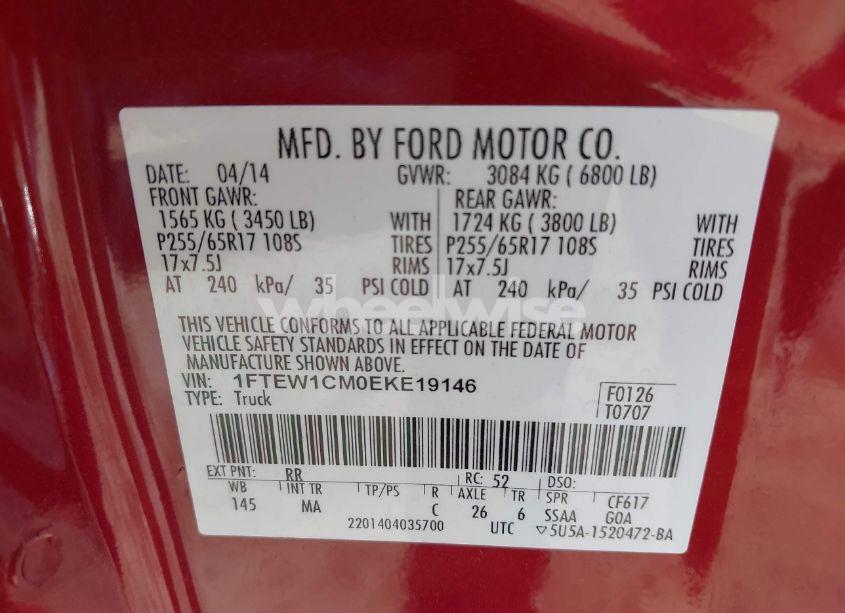 MFD. BY FORD MOTOR CO.
DATE: 04/14 GVWR: 3084 KG ( 6800 LB)
FRONT GAWR: REAR GAWR:
1565 KG ( 3450 LB) WITH 1724 KG ( 3800 LB) WITH
P255/65R17 108S TIRES P255/65R17 108S TIRES
17x7.5J RIMS 17x7.5J RIMS
AT 240 kPa/ 35 PSI COLD AT 240 kPa/ 35 PSI COLD
wheelwise
THIS VEHICLE CONFORMS TO ALL APPLICABLE FEDERAL MOTOR
VEHICLE SAFETY STANDARDS IN EFFECT ON THE DATE OF
MANUFACTURE SHOWN ABOVE.
VIN: 1FTEW1CM0EKE19146 F0126
TYPE: Truck T0707
EXT PNT: RR RC: 52 DSO:
WB INT TR TP/PS R AXLE TR SPR CF617
145 MA C 26 6 SSAA GOA
2201404035700 UTC ▽5U5A-1520472-BA